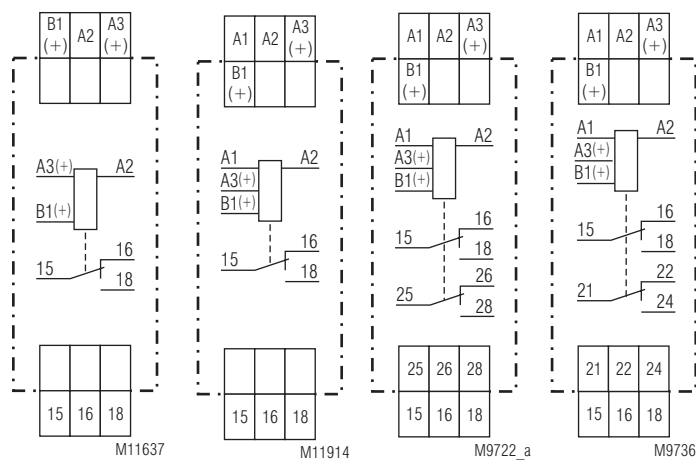 B1 (+) A2 A3 (+)
A3(+) A2
B1(+)
15 16
18
15 16 18
M11637
A1 A2 A3 (+)
B1 (+)
A1 A2
A3(+)
B1(+)
15 16
18
15 16 18
M11914
A1 A2 A3 (+)
B1 (+)
A1 A2
A3(+)
B1(+)
15 16
18
25 26
28
25 26 28
15 16 18
M9722_a
A1 A2 A3 (+)
B1 (+)
A1 A2
A3(+)
B1(+)
15 16
18
21 22
24
21 22 24
15 16 18
M9736